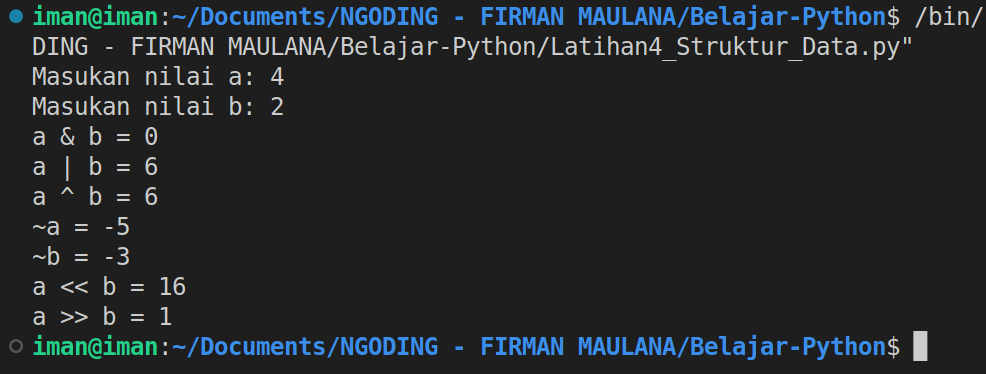 iman@iman:~/Documents/NGODING - FIRMAN MAULANA/Belajar-Python$ /bin/
DING - FIRMAN MAULANA/Belajar-Python/Latihan4_Struktur_Data.py"
Masukan nilai a: 4
Masukan nilai b: 2
a & b = 0
a | b = 6
a ^ b = 6
~a = -5
~b = -3
a << b = 16
a >> b = 1
iman@iman:~/Documents/NGODING - FIRMAN MAULANA/Belajar-Python$